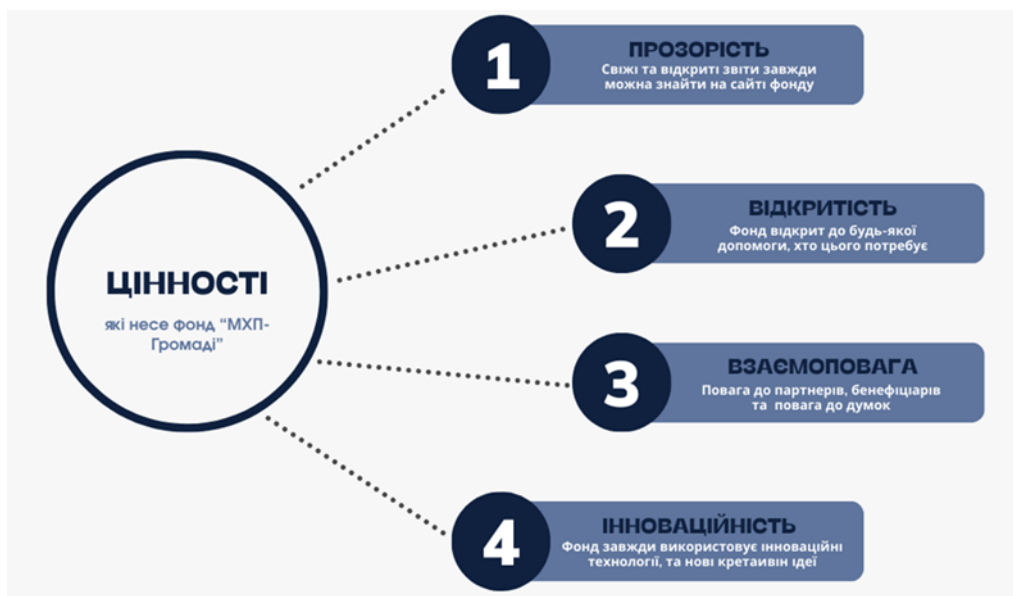 ЦІННОСТІ
які несе фонд “МХП-
Громаді”
1
ПРОЗОРІСТЬ
Свіжі та відкриті звіти завжди
можна знайти на сайті фонду
2
ВІДКРИТІСТЬ
Фонд відкрит до будь-якої
допомоги, хто цього потребує
3
ВЗАЄМОПОВАГА
Повага до партнерів, бенефіціарів
та повага до думок
4
ІННОВАЦІЙНІСТЬ
Фонд завжди використовує інноваційні
технології, та нові кретаивін ідеї